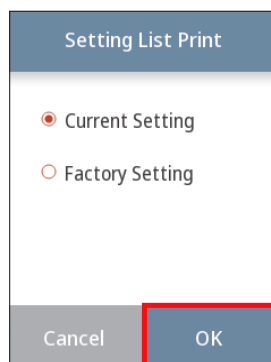 Setting List Print
Current Setting
Factory Setting
Cancel OK